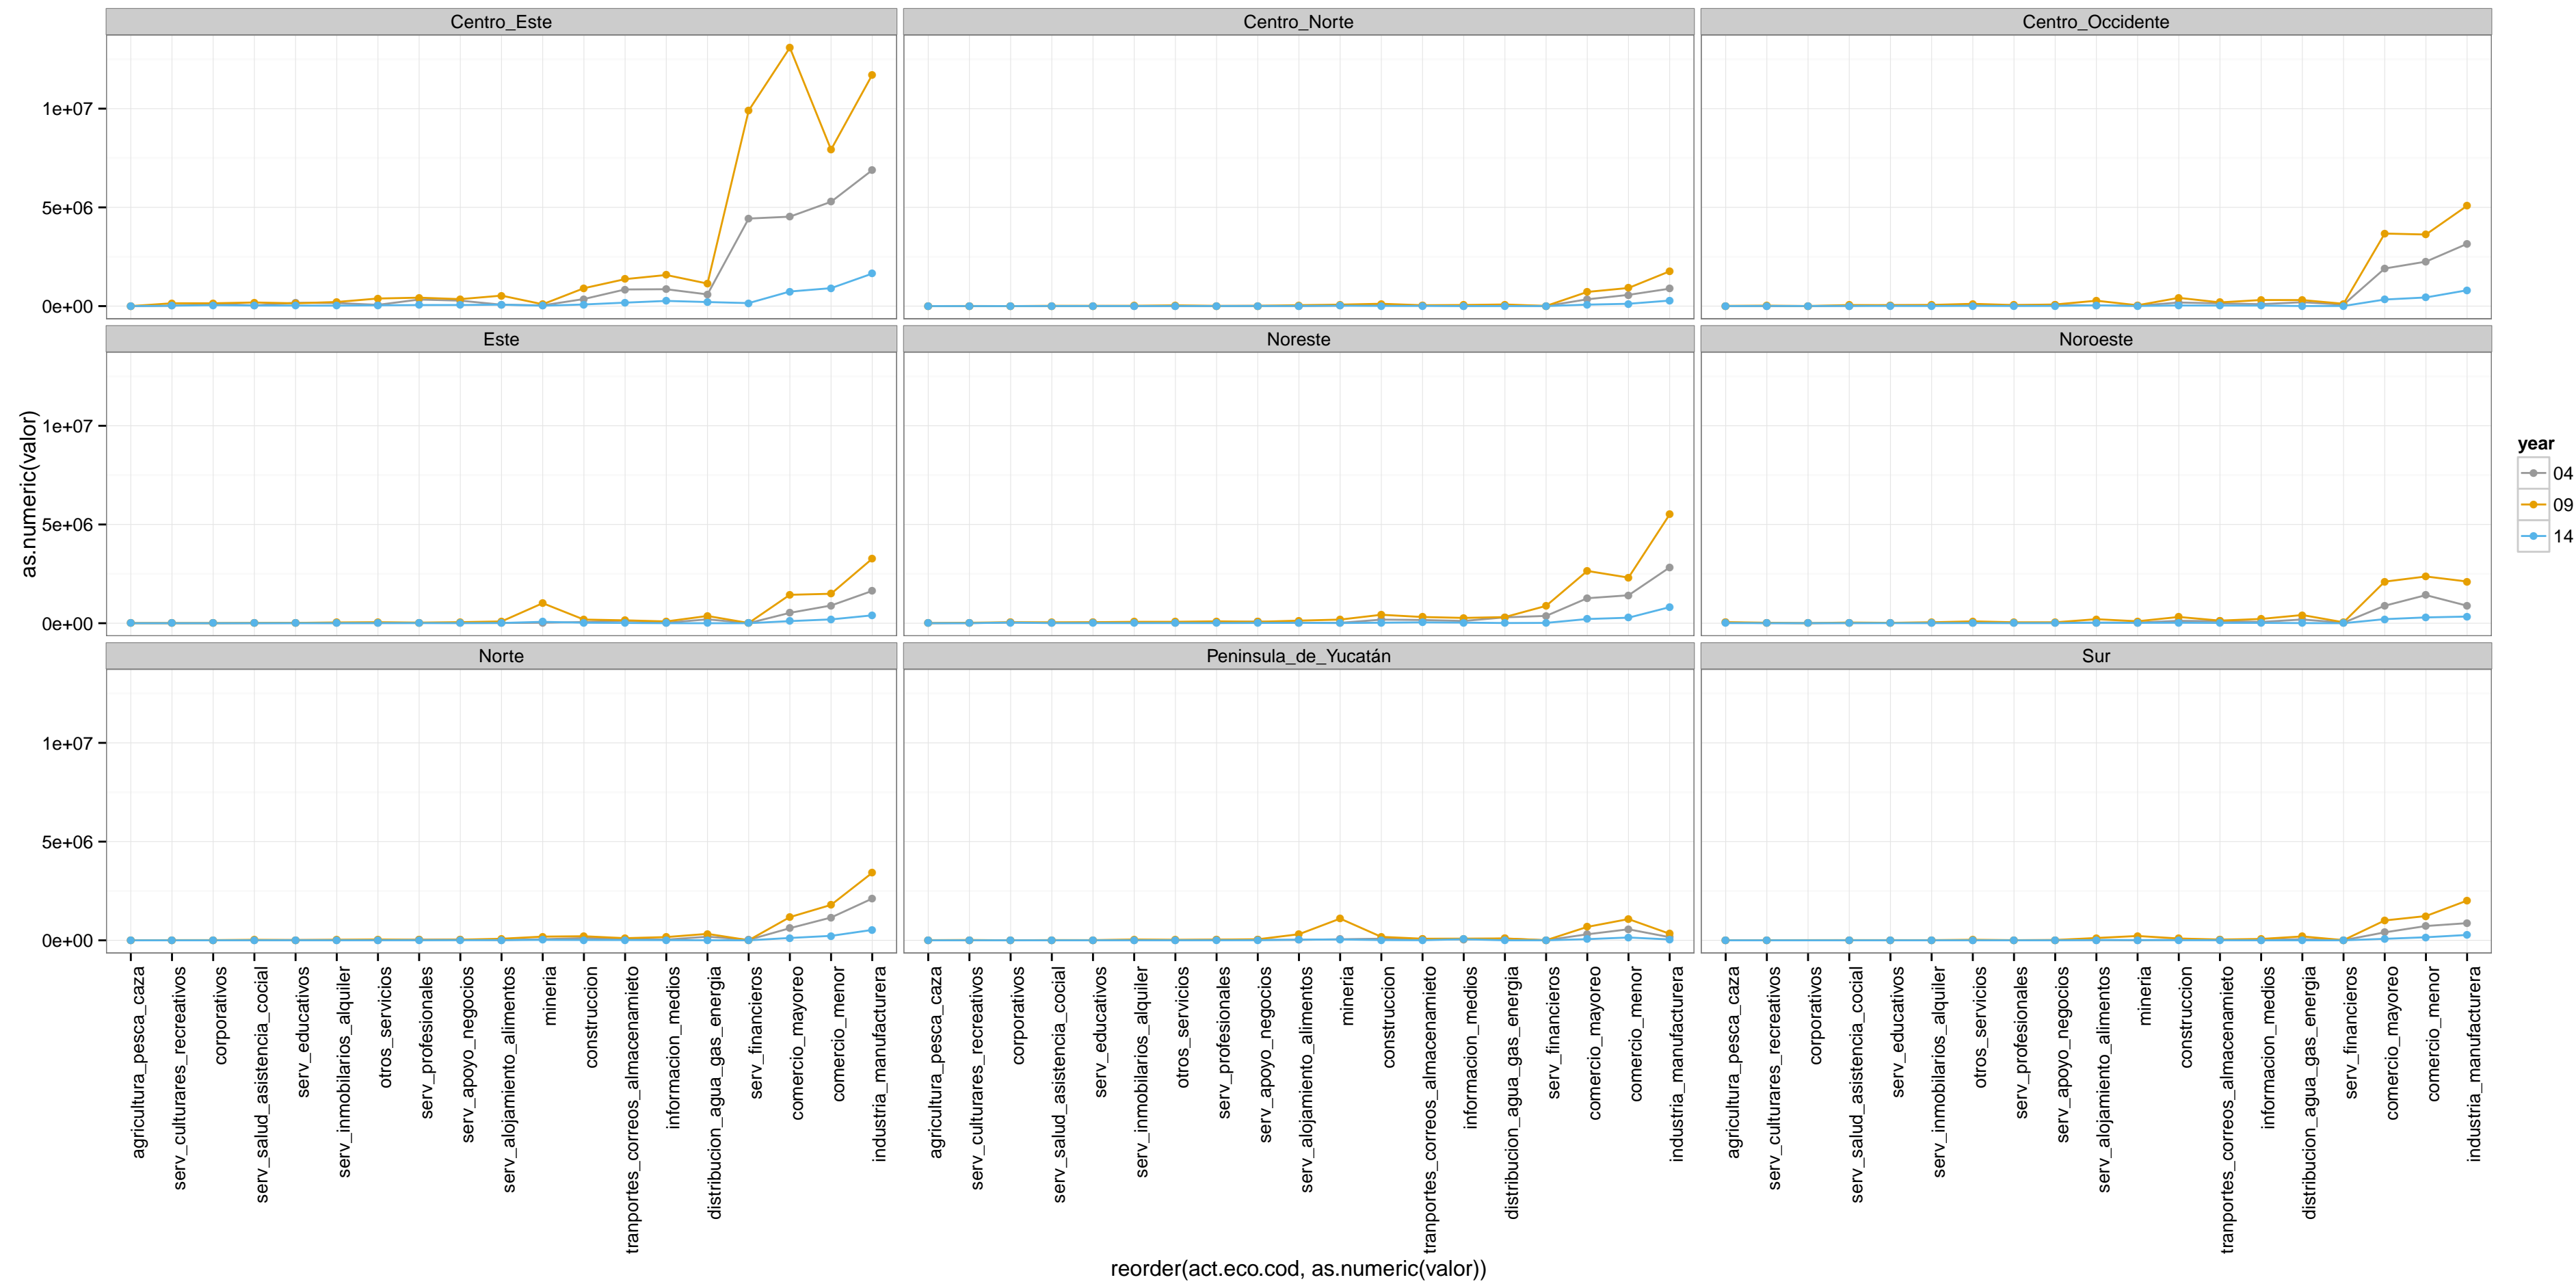 Centro_Este
Centro_Norte
Centro_Occidente
1e+07
5e+06
0e+00
Este
Noreste
Noroeste
1e+07
5e+06
0e+00
as.numeric(valor)
year
04
09
14
Norte
Peninsula_de_Yucatán
Sur
1e+07
5e+06
0e+00
agricultura_pesca_caza
serv_culturares_recreativos
corporativos
serv_salud_asistencia_cocial
serv_educativos
serv_inmobilarios_alquiler
otros_servicios
serv_profesionales
serv_apoyo_negocios
serv_alojamiento_alimentos
mineria
construccion
tranportes_correos_almacenamieto
informacion_medios
distribucion_agua_gas_energia
serv_financieros
comercio_mayoreo
comercio_menor
industria_manufacturera
agricultura_pesca_caza
serv_culturares_recreativos
corporativos
serv_salud_asistencia_cocial
serv_educativos
serv_inmobilarios_alquiler
otros_servicios
serv_profesionales
serv_apoyo_negocios
serv_alojamiento_alimentos
mineria
construccion
tranportes_correos_almacenamieto
informacion_medios
distribucion_agua_gas_energia
serv_financieros
comercio_mayoreo
comercio_menor
industria_manufacturera
agricultura_pesca_caza
serv_culturares_recreativos
corporativos
serv_salud_asistencia_cocial
serv_educativos
serv_inmobilarios_alquiler
otros_servicios
serv_profesionales
serv_apoyo_negocios
serv_alojamiento_alimentos
mineria
construccion
tranportes_correos_almacenamieto
informacion_medios
distribucion_agua_gas_energia
serv_financieros
comercio_mayoreo
comercio_menor
industria_manufacturera
reorder(act.eco.cod, as.numeric(valor))